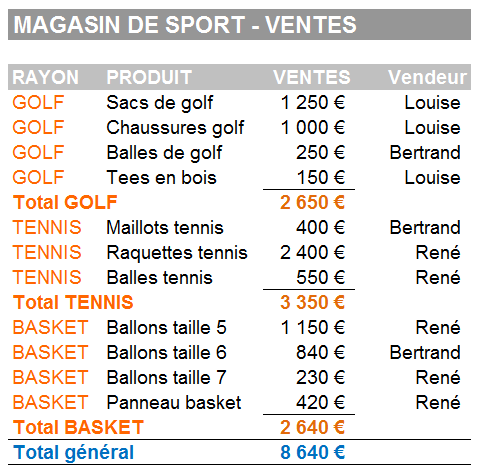 MAGASIN DE SPORT - VENTES
RAYON PRODUIT VENTES Vendeur
GOLF Sacs de golf 1 250 € Louise
GOLF Chaussures golf 1 000 € Louise
GOLF Balles de golf 250 € Bertrand
GOLF Tees en bois 150 € Louise
Total GOLF 2 650 €
TENNIS Maillots tennis 400 € Bertrand
TENNIS Raquettes tennis 2 400 € René
TENNIS Balles tennis 550 € René
Total TENNIS 3 350 €
BASKET Ballons taille 5 1 150 € René
BASKET Ballons taille 6 840 € Bertrand
BASKET Ballons taille 7 230 € René
BASKET Panneau basket 420 € René
Total BASKET 2 640 €
Total général 8 640 €